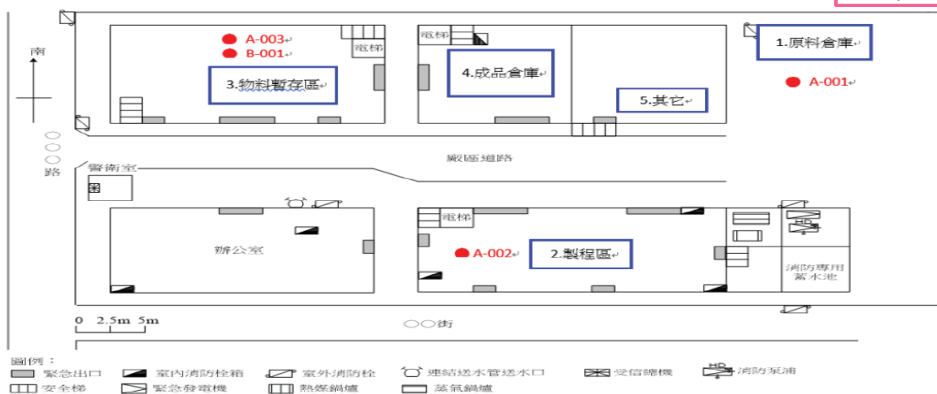 A-003
B-001
電梯
3.物料暫存區
電梯
4.成品倉庫
5.其它
1.原料倉庫
A-001
南
○○○路
廠區道路
警衛室
辦公室
電梯
A-002
2.製程區
HD
消防專用
蓄水池
0 2.5m 5m
○○街
圖例：
緊急出口
室內消防栓箱
室外消防栓
連結送水管送水口
受信總機
HD
消防泵浦
安全梯
緊急發電機
熱媒鍋爐
蒸氣鍋爐